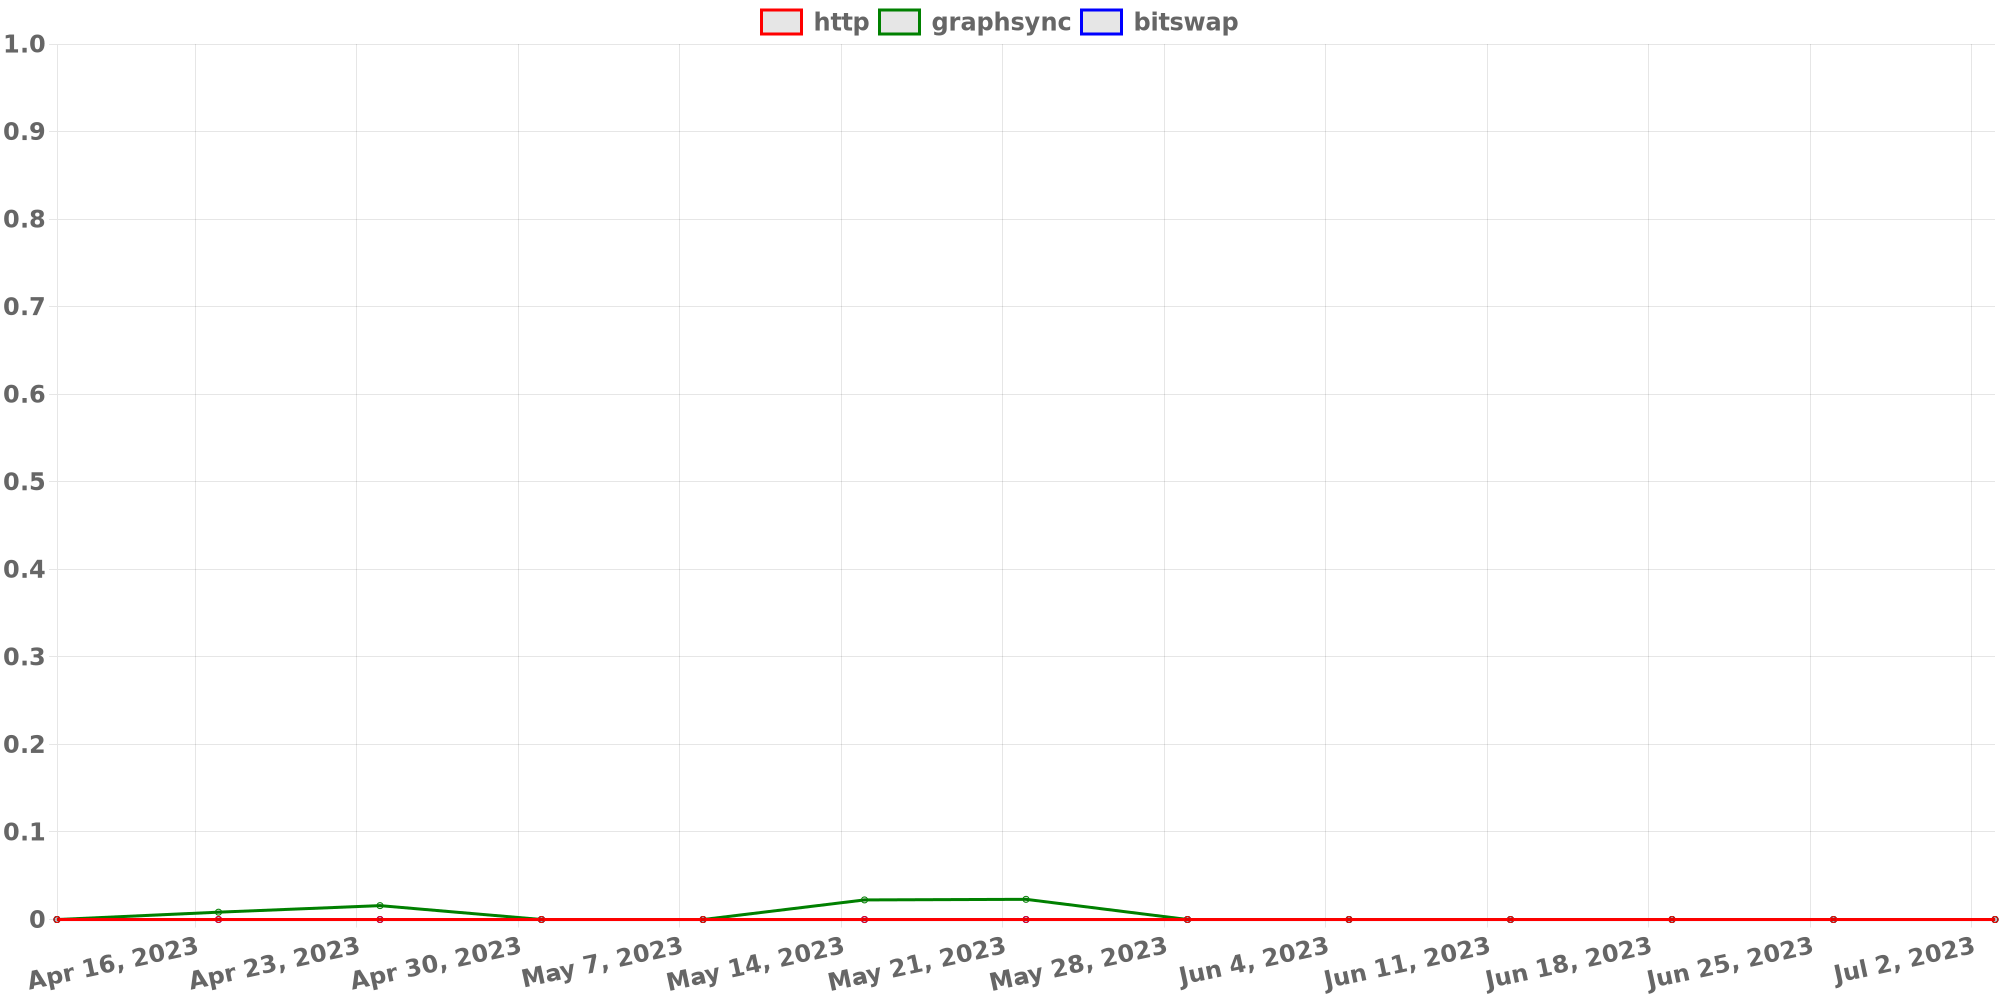 http graphsync bitswap
1.0
0.9
0.8
0.7
0.6
0.5
0.4
0.3
0.2
0.1
0
Apr 16, 2023
Apr 23, 2023
Apr 30, 2023
May 7, 2023
May 14, 2023
May 21, 2023
May 28, 2023
Jun 4, 2023
Jun 11, 2023
Jun 18, 2023
Jun 25, 2023
Jul 2, 2023